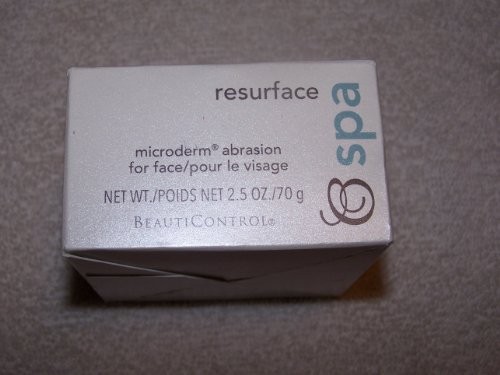 resurface
spa
microderm® abrasion
for face/pour le visage
NET WT./POIDS NET 2.5 OZ./70 g
BEAUTICONTROL®